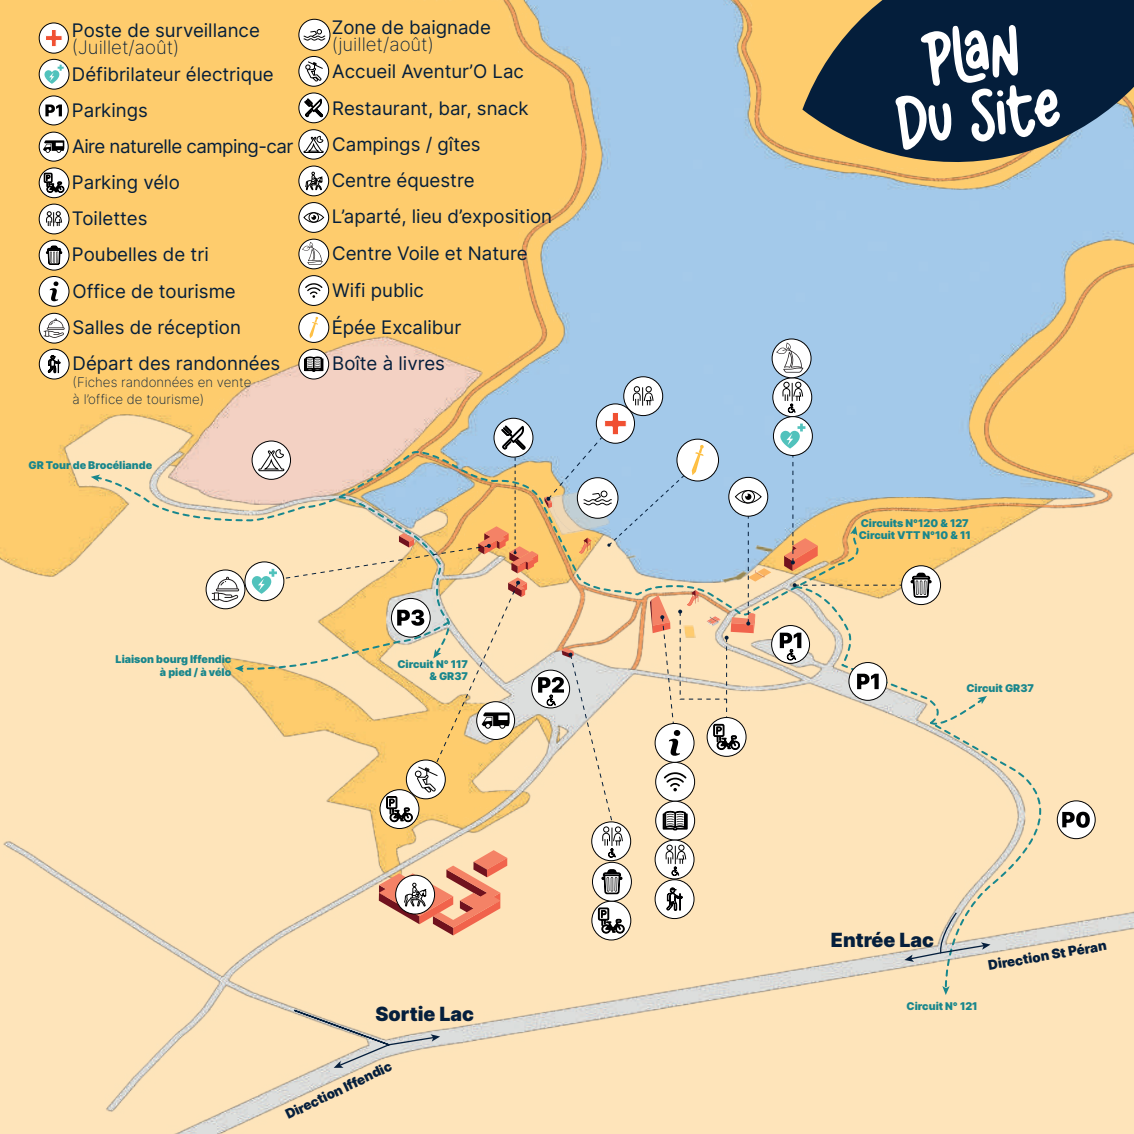 PLAN
DU SITE
Poste de surveillance
(Juillet/août)
Défibrilateur électrique
P1 Parkings
Aire naturelle camping-car
P Parking vélo
Toilettes
Poubelles de tri
i Office de tourisme
Salles de réception
Départ des randonnées
(Fiches randonnées en vente
à l'office de tourisme)
Zone de baignade
(juillet/août)
Accueil Aventur'O Lac
Restaurant, bar, snack
Campings / gîtes
Centre équestre
L'aparté, lieu d'exposition
Centre Voile et Nature
Wifi public
Épée Excalibur
Boîte à livres
GR Tour de Brocéliande
Circuits N°120 & 127
Circuit VTT N°10 & 11
P3
Liaison bourg Iffendic
à pied / à vélo
Circuit N° 117
& GR37
P1
P1
P2
Circuit GR37
P
i
P
P0
P
Entrée Lac
Direction St Péran
Circuit N° 121
Sortie Lac
Direction Iffendic